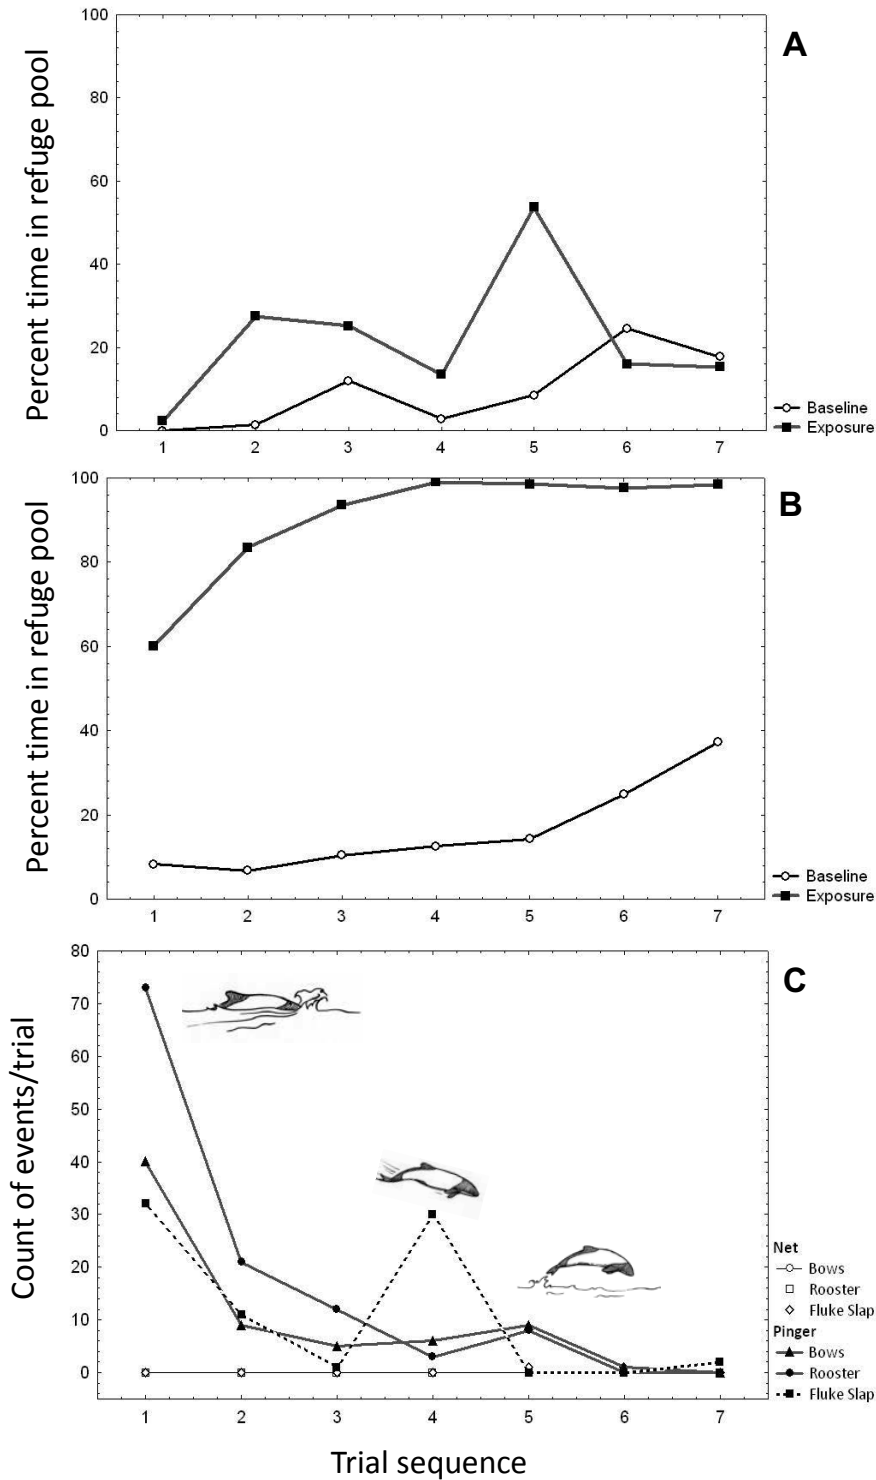 A
Percent time in refuge pool
100
80
60
40
20
0
1 2 3 4 5 6 7
Baseline
Exposure
B
Percent time in refuge pool
100
80
60
40
20
0
1 2 3 4 5 6 7
Baseline
Exposure
C
Count of events/trial
80
70
60
50
40
30
20
10
0
1 2 3 4 5 6 7
Net
Bows
Rooster
Fluke Slap
Pinger
Bows
Rooster
Fluke Slap
Trial sequence